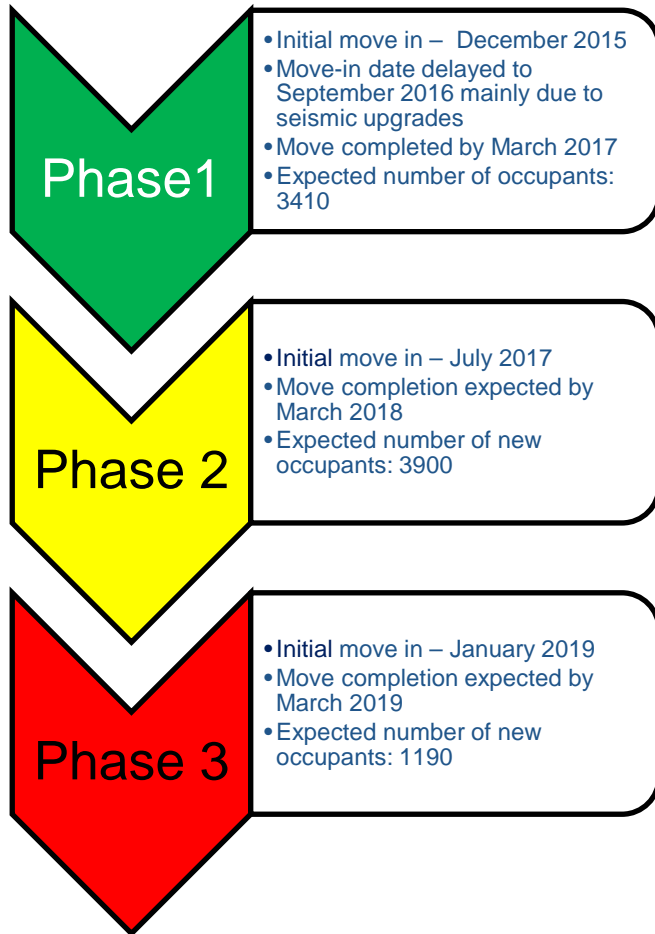 Phase1
•Initial move in – December 2015
•Move-in date delayed to
September 2016 mainly due to
seismic upgrades
•Move completed by March 2017
•Expected number of occupants:
3410
Phase 2
•Initial move in – July 2017
•Move completion expected by
March 2018
•Expected number of new
occupants: 3900
Phase 3
•Initial move in – January 2019
•Move completion expected by
March 2019
•Expected number of new
occupants: 1190